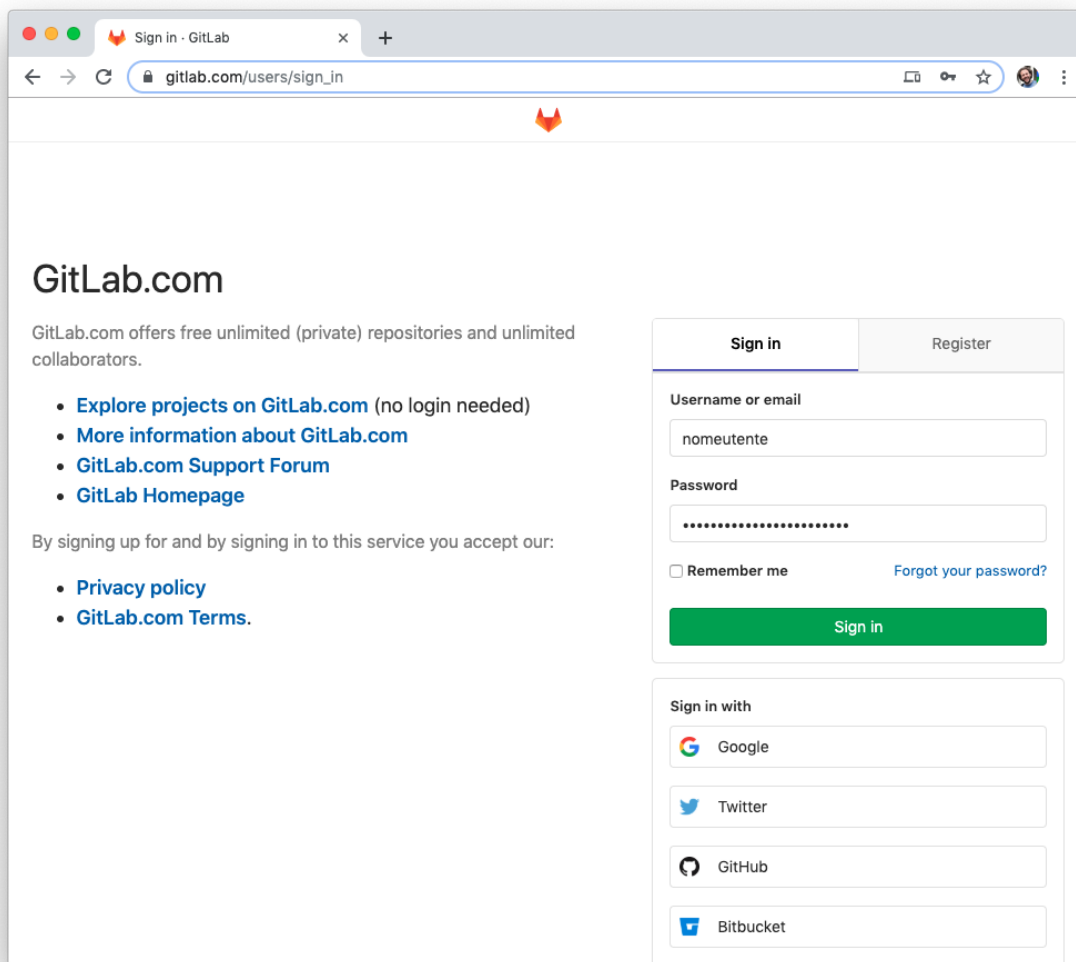 Sign in · GitLab
gitlab.com/users/sign_in
GitLab.com
GitLab.com offers free unlimited (private) repositories and unlimited
collaborators.
Explore projects on GitLab.com (no login needed)
More information about GitLab.com
GitLab.com Support Forum
GitLab Homepage
By signing up for and by signing in to this service you accept our:
Privacy policy
GitLab.com Terms.
Sign in
Register
Username or email
nomeutente
Password
Remember me
Forgot your password?
Sign in
Sign in with
Google
Twitter
GitHub
Bitbucket